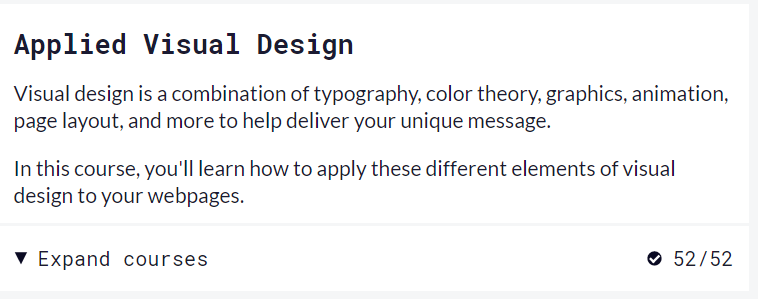 Applied Visual Design
Visual design is a combination of typography, color theory, graphics, animation,
page layout, and more to help deliver your unique message.
In this course, you'll learn how to apply these different elements of visual
design to your webpages.
Expand courses 52/52